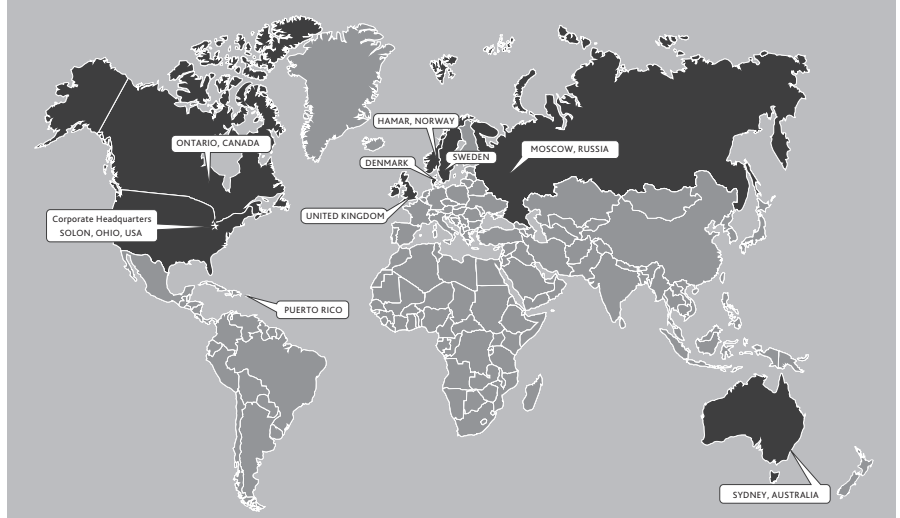 HAMAR, NORWAY
ONTARIO, CANADA
MOSCOW, RUSSIA
SWEDEN
DENMARK
UNITED KINGDOM
Corporate Headquarters
SOLON, OHIO, USA
PUERTO RICO
SYDNEY, AUSTRALIA